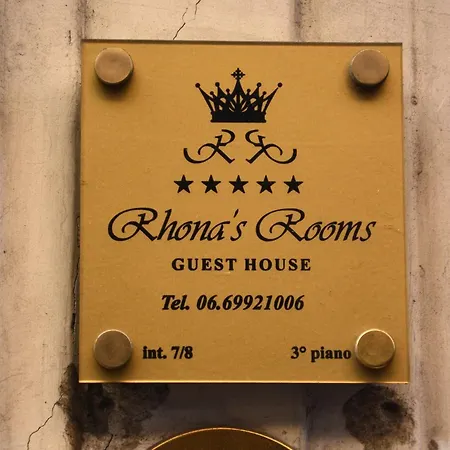 RR
Rhona's Rooms
GUEST HOUSE
Tel. 06.69921006
int. 7/8 3° piano